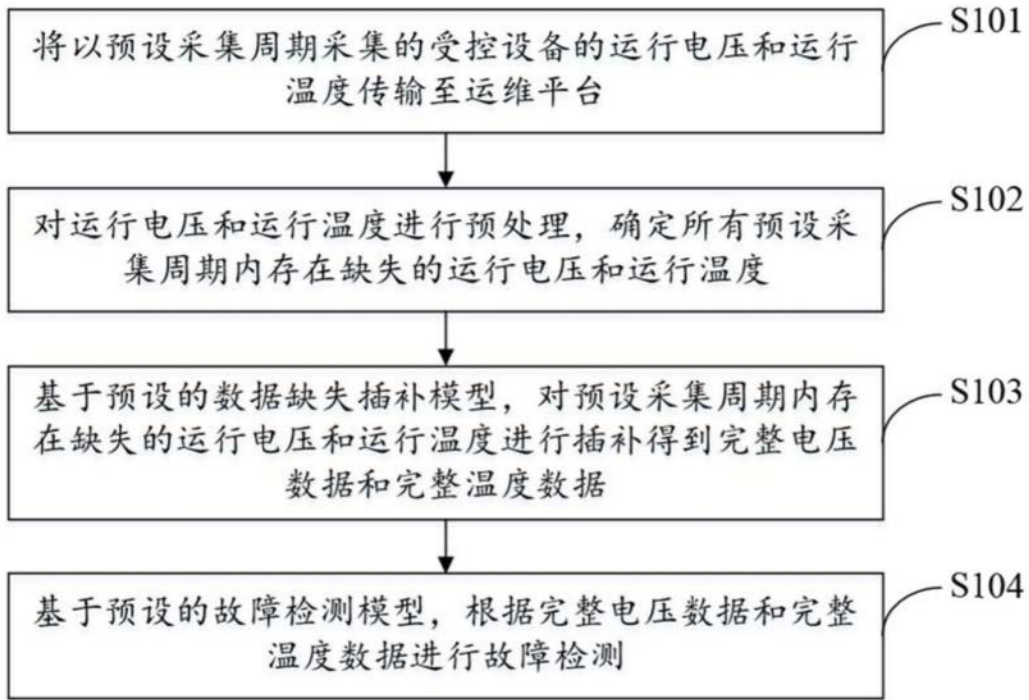 将以预设采集周期采集的受控设备的运行电压和运行
温度传输至运维平台
S101
对运行电压和运行温度进行预处理，确定所有预设采
集周期内存在缺失的运行电压和运行温度
S102
基于预设的数据缺失插补模型，对预设采集周期内存
在缺失的运行电压和运行温度进行插补得到完整电压
数据和完整温度数据
S103
基于预设的故障检测模型，根据完整电压数据和完整
温度数据进行故障检测
S104